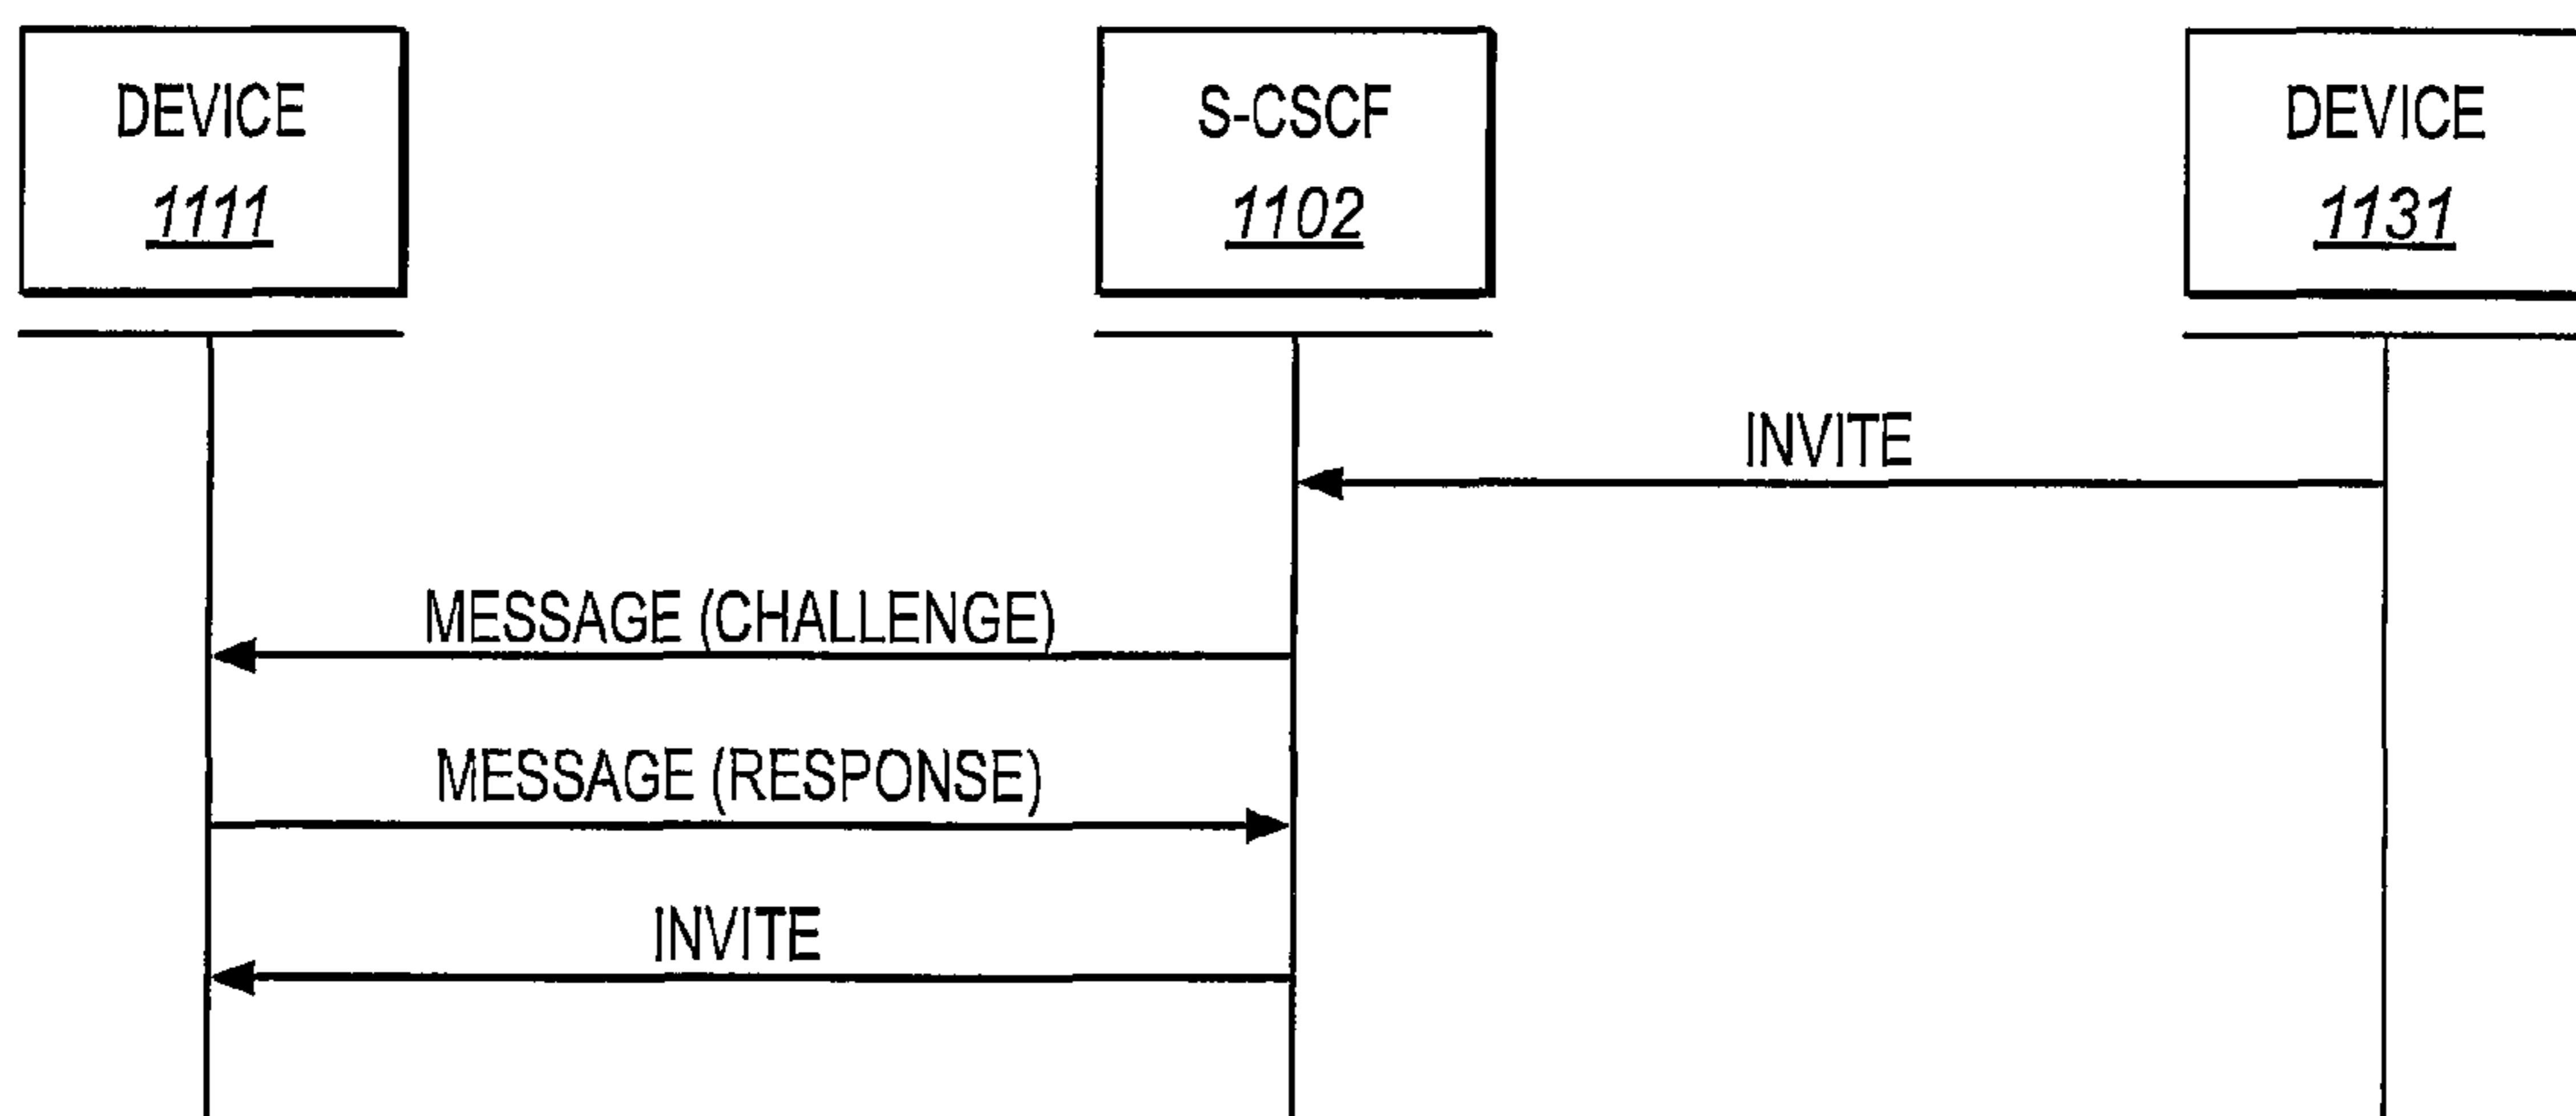 DEVICE
1111
S-CSCF
1102
DEVICE
1131
INVITE
MESSAGE (CHALLENGE)
MESSAGE (RESPONSE)
INVITE